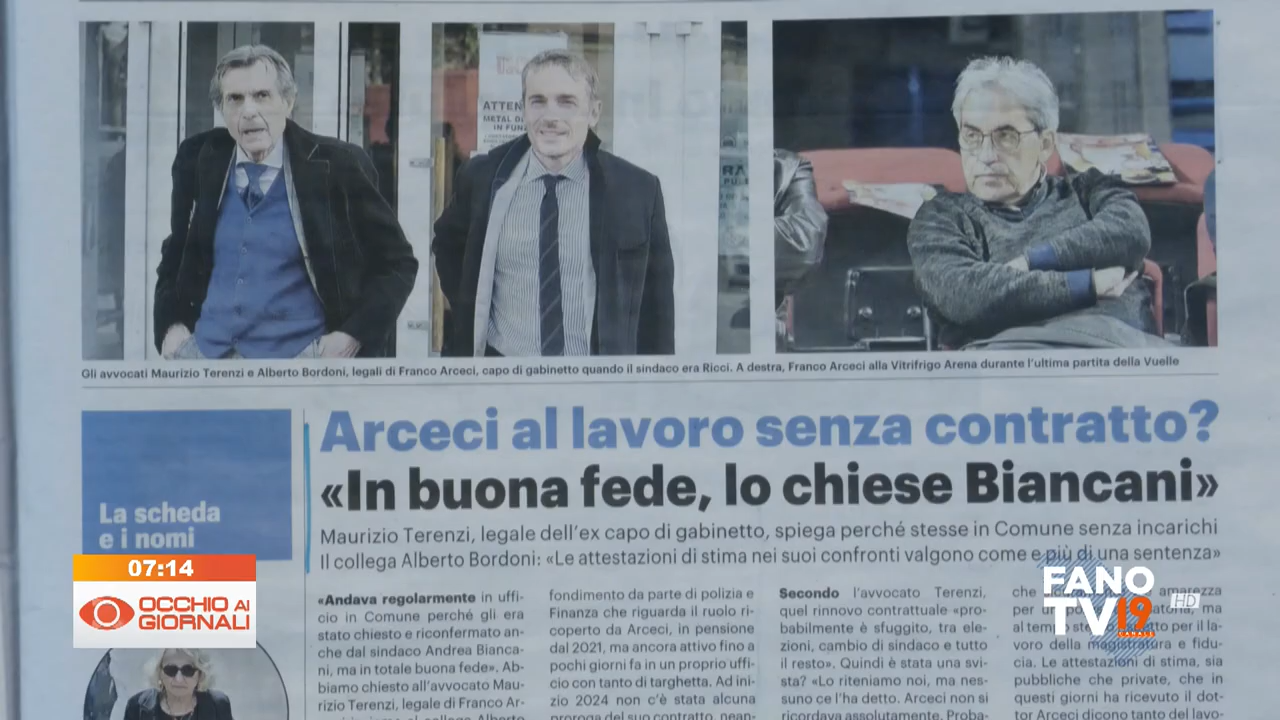 ATTEN
METAL D
IN FUN
Gli avvocati Maurizio Terenzi e Alberto Bordoni, legali di Franco Arceci, capo di gabinetto quando il sindaco era Ricci. A destra, Franco Arceci alla Vitrifrigo Arena durante l'ultima partita della Vuelle
Arceci al lavoro senza contratto?
«In buona fede, lo chiese Biancani»
Maurizio Terenzi, legale dell'ex capo di gabinetto, spiega perché stesse in Comune senza incarichi
Il collega Alberto Bordoni: «Le attestazioni di stima nei suoi confronti valgono come e più di una sentenza»
La scheda
e i nomi
07:14
OCCHIO AI
GIORNALI
«Andava regolarmente in uffi-
cio in Comune perché gli era
stato chiesto e riconfermato an-
che dal sindaco Andrea Bianca-
ni, ma in totale buona fede». Ab-
biamo chiesto all'avvocato Mau-
rizio Terenzi, legale di Franco Ar-
fondimento da parte di polizia e
Finanza che riguarda il ruolo ri-
coperto da Arceci, in pensione
dal 2021, ma ancora attivo fino a
pochi giorni fa in un proprio uffi-
cio con tanto di targhetta. Ad ini-
zio 2024 non c'è stata alcuna
proroga del suo contratto, nean-
Secondo l'avvocato Terenzi,
quel rinnovo contrattuale «pro-
babilmente è sfuggito, tra ele-
zioni, cambio di sindaco e tutto
il resto». Quindi è stata una svi-
sta? «Lo riteniamo noi, ma nes-
suno ce l'ha detto. Arceci non si
ricordava assolutamente. Proba-
che amarezza
per ma
al tempo per il la-
voro della magistratura e fidu-
cia. Le attestazioni di stima, sia
pubbliche che private, che in
questi giorni ha ricevuto il dot-
tor Arceci dicono tanto del lavo-
FANO
TV19
HD